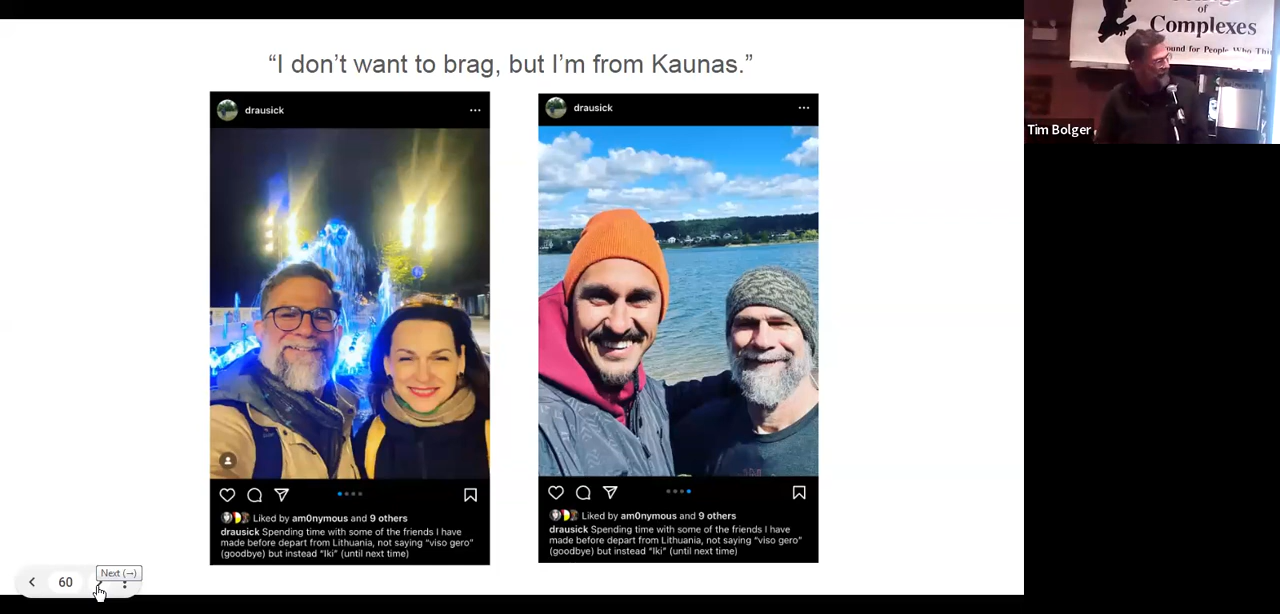 “I don’t want to brag, but I’m from Kaunas.”
drausick
Liked by am0nymous and 9 others
drausick Spending time with some of the friends I have
made before depart from Lithuania, not saying “viso gero”
(goodbye) but instead “Iki” (until next time)
drausick
Liked by am0nymous and 9 others
drausick Spending time with some of the friends I have
made before depart from Lithuania, not saying “viso gero”
(goodbye) but instead “Iki” (until next time)
60
Next (→)
of
Complexes
for People Who
Tim Bolger